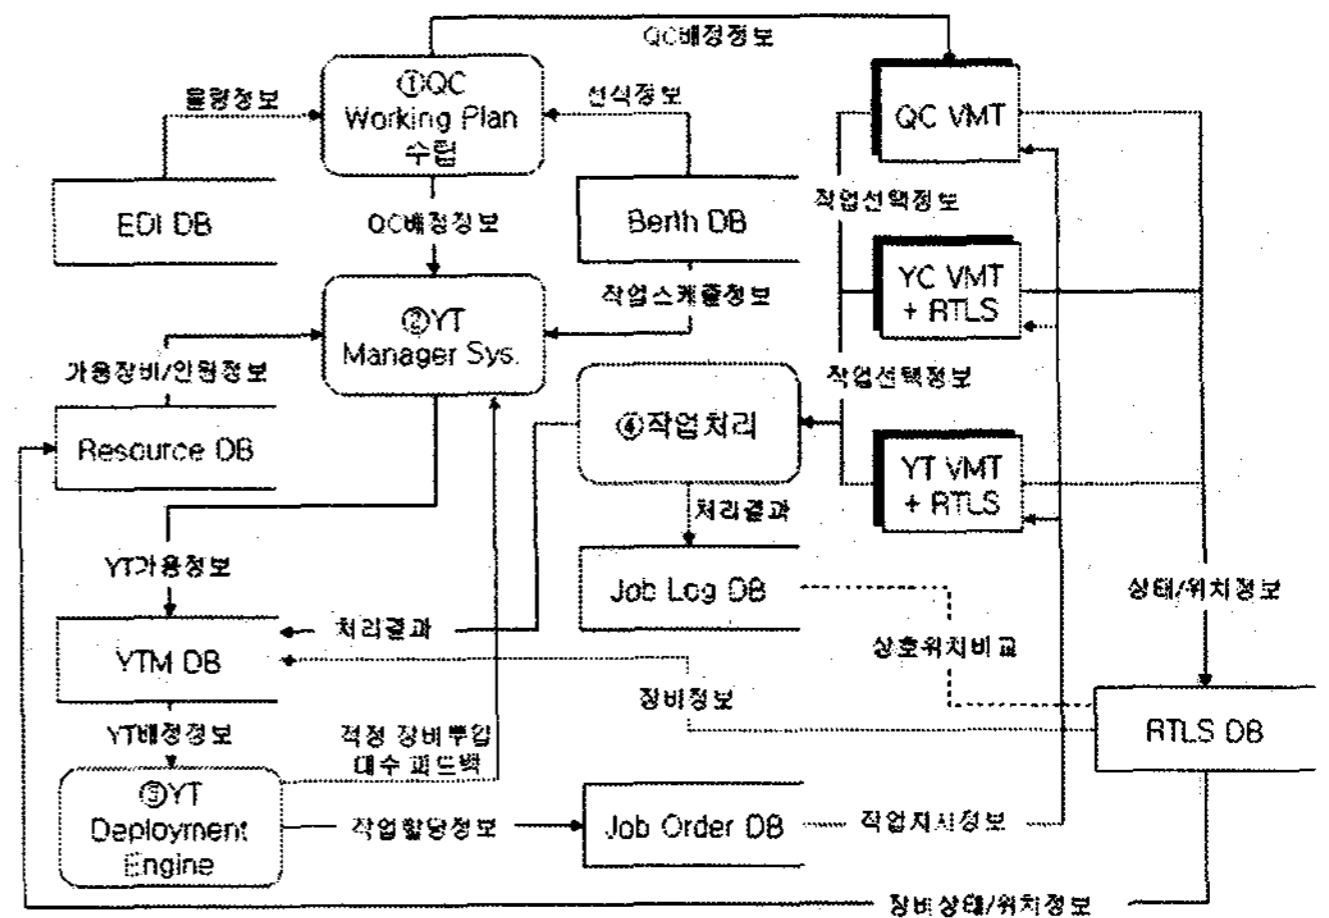 QC배정정보
①QC
Working Plan
수립
물량정보
선석정보
QC VMT
EDI DB
QC배정정보
Berth DB
작업선택정보
YC VMT
+ RTLS
②YT
Manager Sys.
작업스케줄정보
가용장비/인원정보
작업선택정보
Resource DB
④작업처리
YT VMT
+ RTLS
처리결과
YT가용정보
Job Log DB
상태/위치정보
처리결과
YTM DB
상호위치비교
장비정보
RTLS DB
YT배정정보
적정 장비투입
대수 피드백
③YT
Deployment
Engine
작업할당정보
Job Order DB
작업지시정보
장비상태/위치정보